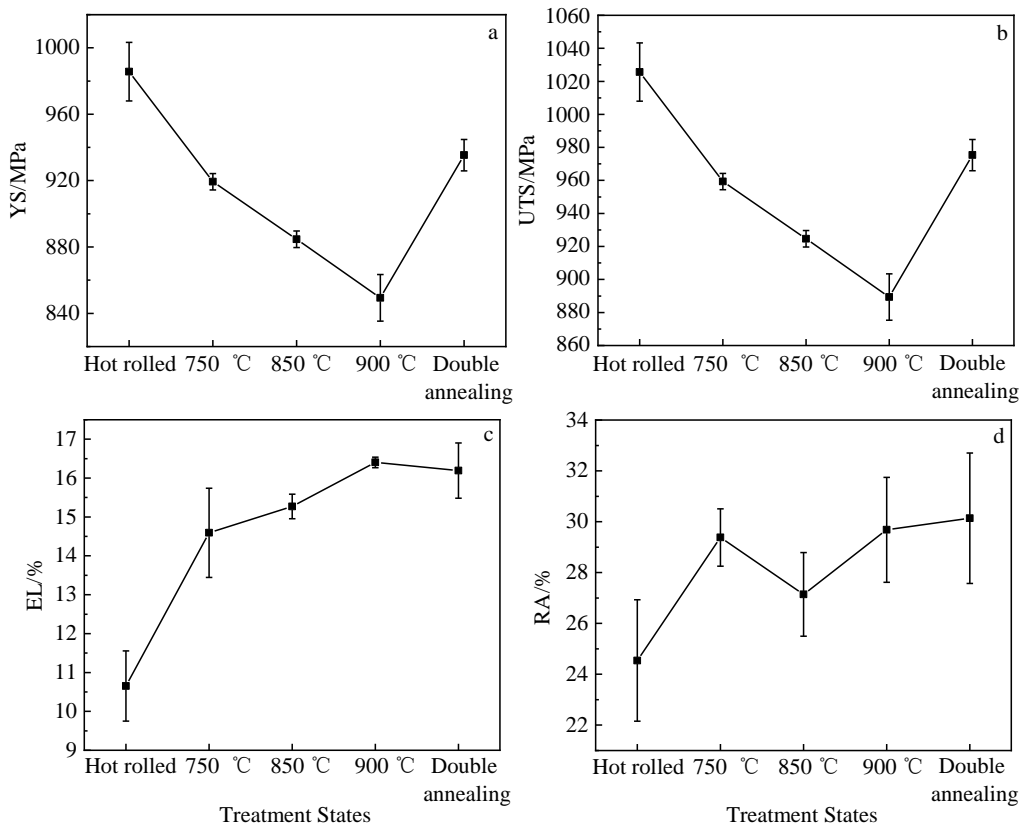 a
1000
960
920
880
840
YS/MPa
Hot rolled 750 ℃ 850 ℃ 900 ℃ Double
annealing
b
1060
1040
1020
1000
980
960
940
920
900
880
860
UTS/MPa
Hot rolled 750 ℃ 850 ℃ 900 ℃ Double
annealing
c
17
16
15
14
13
12
11
10
9
EL/%
Hot rolled 750 ℃ 850 ℃ 900 ℃ Double
annealing
Treatment States
d
34
32
30
28
26
24
22
RA/%
Hot rolled 750 ℃ 850 ℃ 900 ℃ Double
annealing
Treatment States